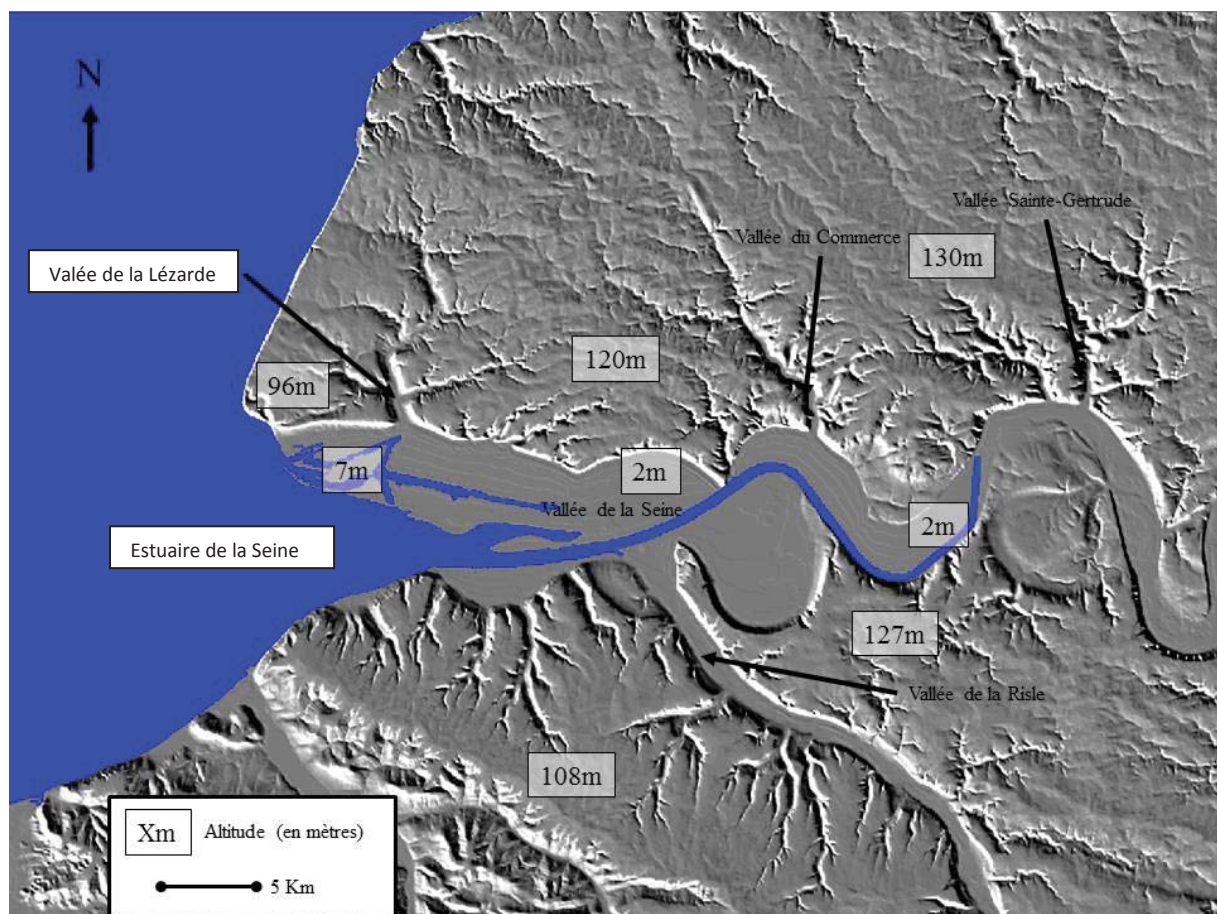 N
Vallée Sainte-Gertrude
Vallée du Commerce
130m
Valée de la Lézarde
120m
96m
7m
2m
Vallée de la Seine
2m
Estuaire de la Seine
127m
Vallée de la Risle
108m
Xm Altitude (en mètres)
5 Km